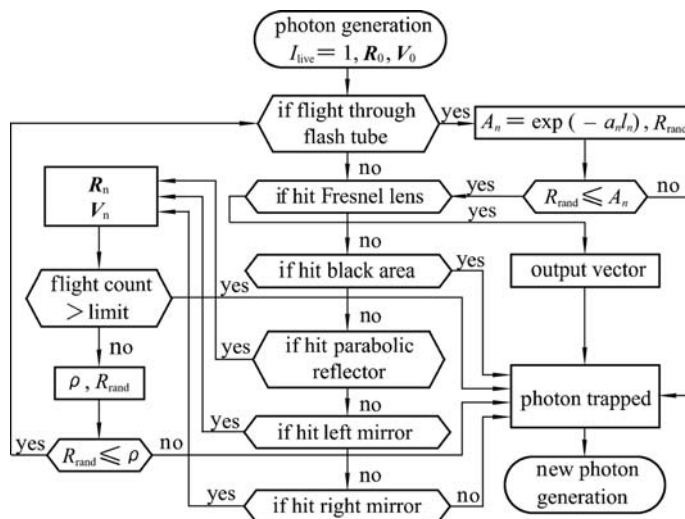 photon generation
I_live = 1, R_0, V_0
if flight through
flash tube
yes
A_n = exp ( − a_n l_n ) , R_rand
no
R_n
V_n
if hit Fresnel lens
yes
R_rand ⩽ A_n
no
yes
no
flight count
> limit
yes
if hit black area
yes
output vector
no
no
ρ , R_rand
yes
if hit parabolic
reflector
photon trapped
no
yes
R_rand ⩽ ρ
no
yes
if hit left mirror
no
yes
if hit right mirror
no
new photon
generation